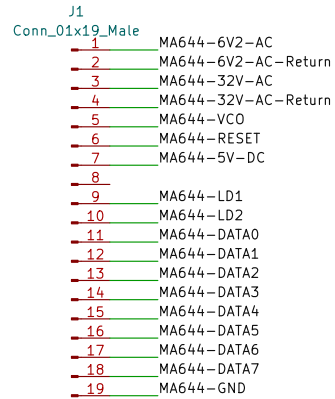 J1
Conn_01x19_Male
1 MA644-6V2-AC
2 MA644-6V2-AC-Return
3 MA644-32V-AC
4 MA644-32V-AC-Return
5 MA644-VCO
6 MA644-RESET
7 MA644-5V-DC
8
9 MA644-LD1
10 MA644-LD2
11 MA644-DATA0
12 MA644-DATA1
13 MA644-DATA2
14 MA644-DATA3
15 MA644-DATA4
16 MA644-DATA5
17 MA644-DATA6
18 MA644-DATA7
19 MA644-GND